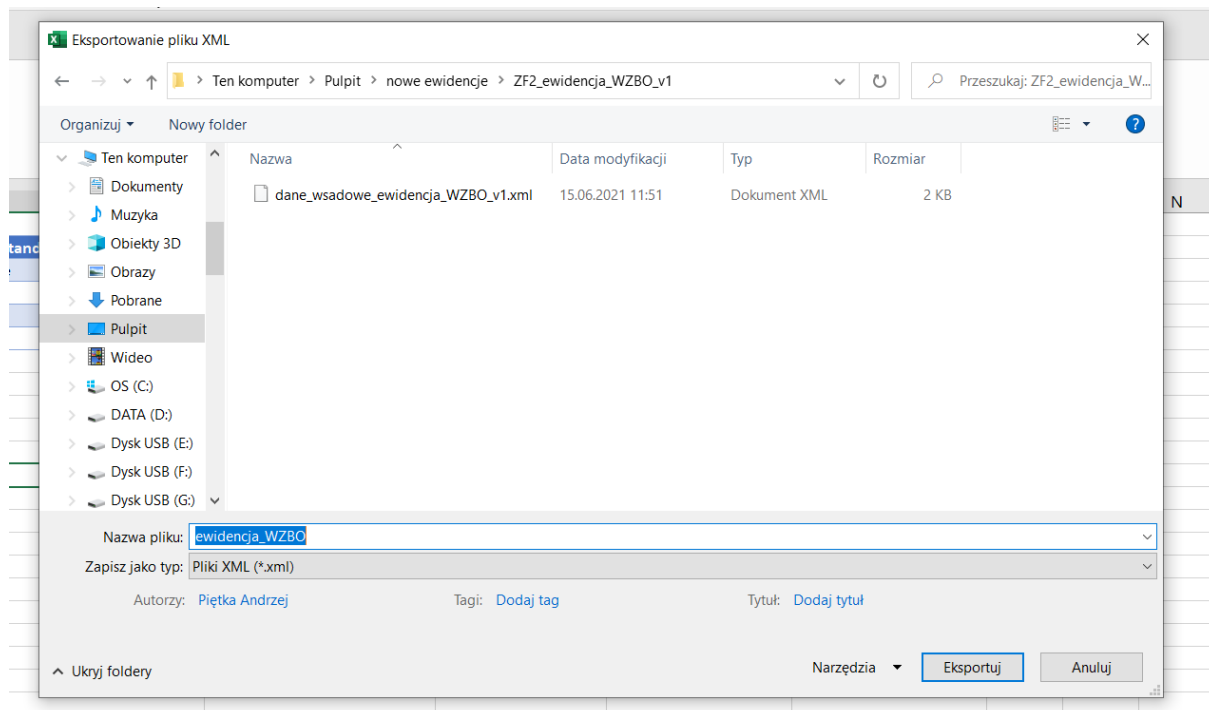 Eksportowanie pliku XML
Ten komputer > Pulpit > nowe ewidencje > ZF2_ewidencja_WZBO_v1
Przeszukaj: ZF2_ewidencja_W...
Organizuj
Nowy folder
Ten komputer
Nazwa
Data modyfikacji
Typ
Rozmiar
Dokumenty
dane_wsadowe_ewidencja_WZBO_v1.xml
15.06.2021 11:51
Dokument XML
2 KB
N
Muzyka
Obiekty 3D
tand
Obrazy
Pobrane
Pulpit
Wideo
OS (C:)
DATA (D:)
Dysk USB (E:)
Dysk USB (F:)
Dysk USB (G:)
Nazwa pliku: ewidencja_WZBO
Zapisz jako typ: Pliki XML (*.xml)
Autorzy: Piętka Andrzej
Tagi: Dodaj tag
Tytuł: Dodaj tytuł
Ukryj foldery
Narzędzia
Eksportuj
Anuluj